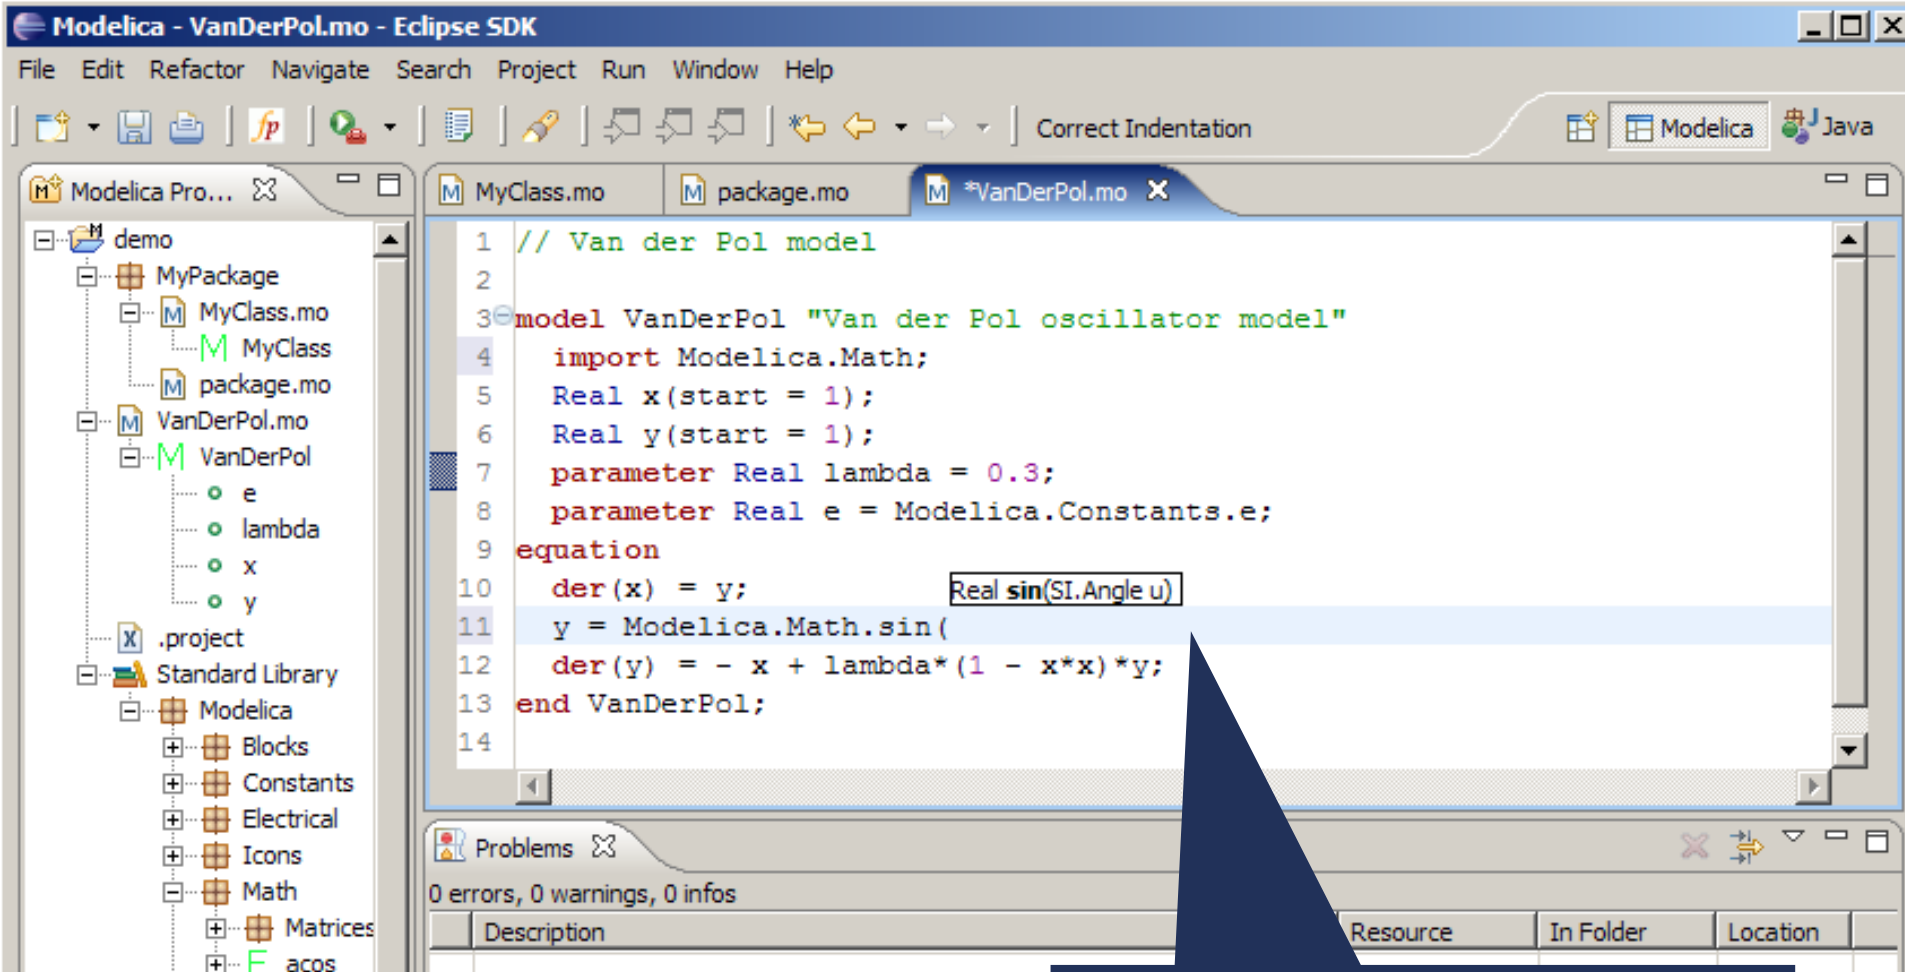 Modelica - VanDerPol.mo - Eclipse SDK
File Edit Refactor Navigate Search Project Run Window Help
fp
Correct Indentation
Modelica
Java
Modelica Pro...
demo
MyPackage
MyClass.mo
MyClass
package.mo
VanDerPol.mo
VanDerPol
e
lambda
x
y
.project
Standard Library
Modelica
Blocks
Constants
Electrical
Icons
Math
Matrices
acos
MyClass.mo
package.mo
*VanDerPol.mo
1 // Van der Pol model
2
3 model VanDerPol "Van der Pol oscillator model"
4 import Modelica.Math;
5 Real x(start = 1);
6 Real y(start = 1);
7 parameter Real lambda = 0.3;
8 parameter Real e = Modelica.Constants.e;
9 equation
10 der(x) = y;
Real sin(SI.Angle u)
11 y = Modelica.Math.sin(
12 der(y) = - x + lambda*(1 - x*x)*y;
13 end VanDerPol;
14
Problems
0 errors, 0 warnings, 0 infos
Description Resource In Folder Location